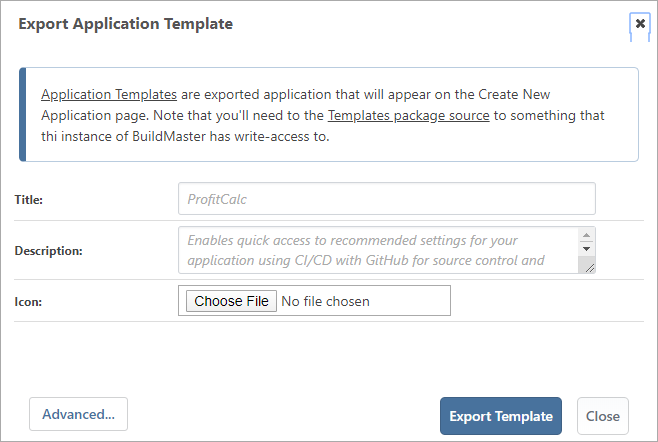 Export Application Template
Application Templates are exported application that will appear on the Create New
Application page. Note that you'll need to the Templates package source to something that
thi instance of BuildMaster has write-access to.
Title:
ProfitCalc
Description:
Enables quick access to recommended settings for your
application using CI/CD with GitHub for source control and
Icon:
Choose File No file chosen
Advanced...
Export Template
Close